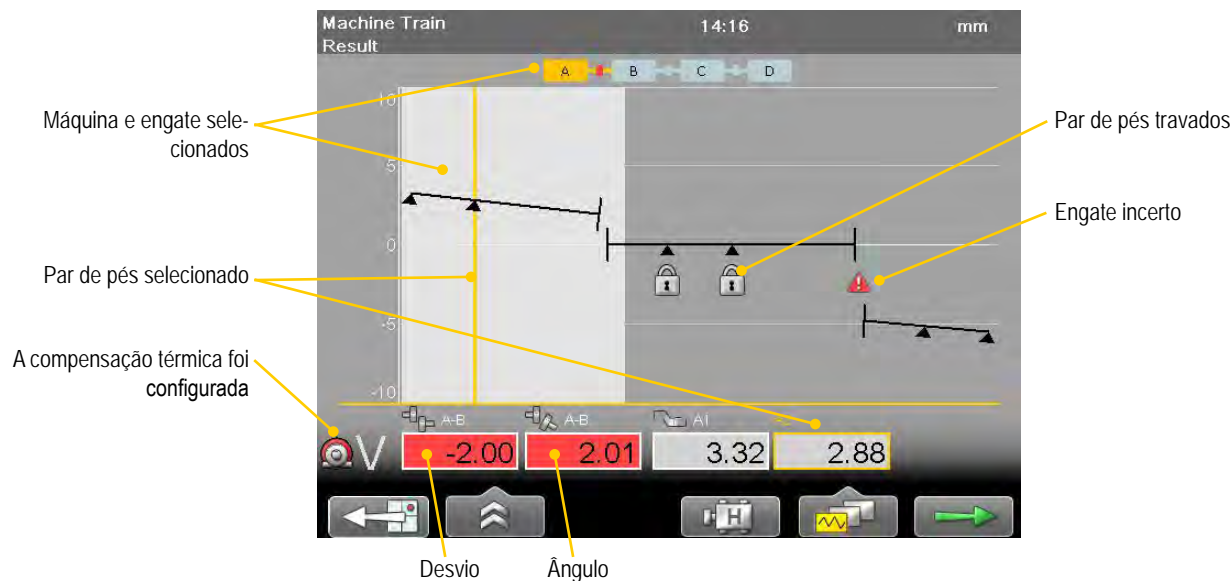 Machine Train
Result
14:16
mm
A
B
C
D
10
5
0
-5
-10
Máquina e engate sele-
cionados
Par de pés travados
Engate incerto
Par de pés selecionado
A compensação térmica foi
configurada
A-B
A-B
A1
V
-2.00
2.01
3.32
2.88
H
Desvio
Ângulo